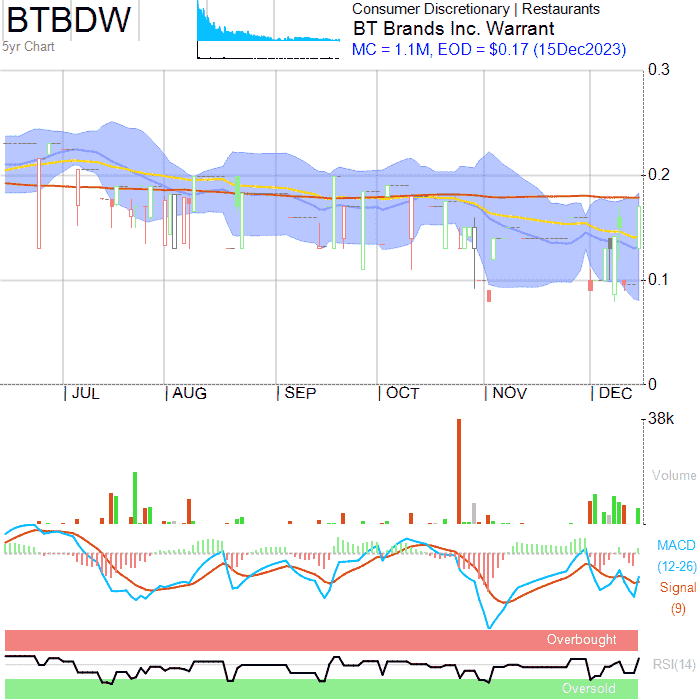 BTBDW
5yr Chart
Consumer Discretionary | Restaurants
BT Brands Inc. Warrant
MC = 1.1M, EOD = $0.17 (15Dec2023)
0.3
0.2
0.1
0
JUL AUG SEP OCT NOV DEC
38k
Volume
MACD
(12-26)
Signal
(9)
Overbought
RSI(14)
Oversold